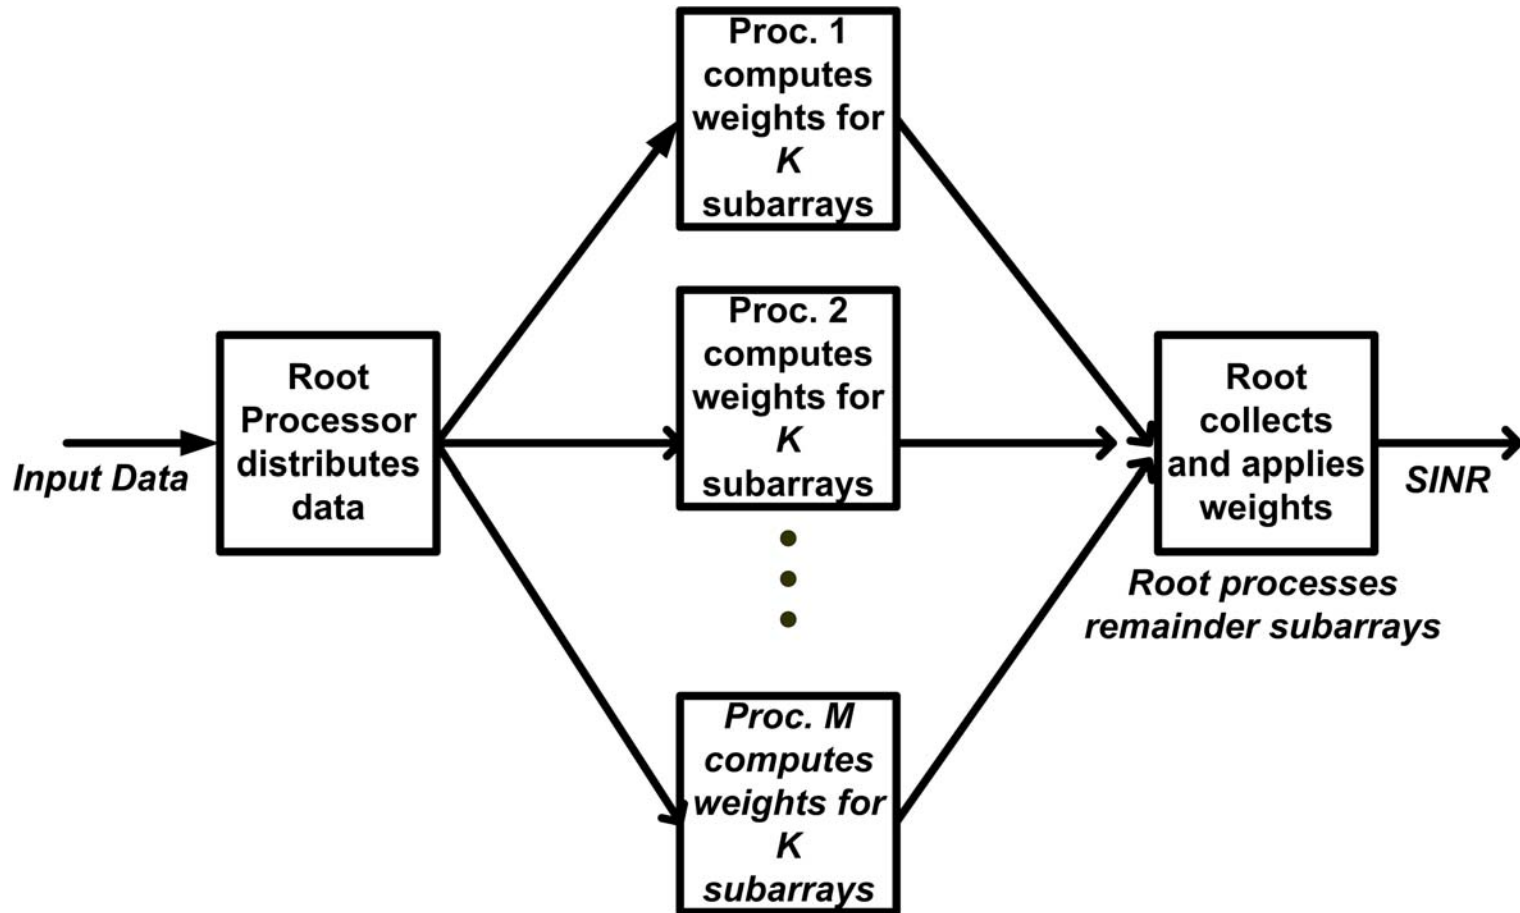 Input Data
Root
Processor
distributes
data
Proc. 1
computes
weights for
K
subarrays
Proc. 2
computes
weights for
K
subarrays
Proc. M
computes
weights for
K
subarrays
Root
collects
and applies
weights
Root processes
remainder subarrays
SINR